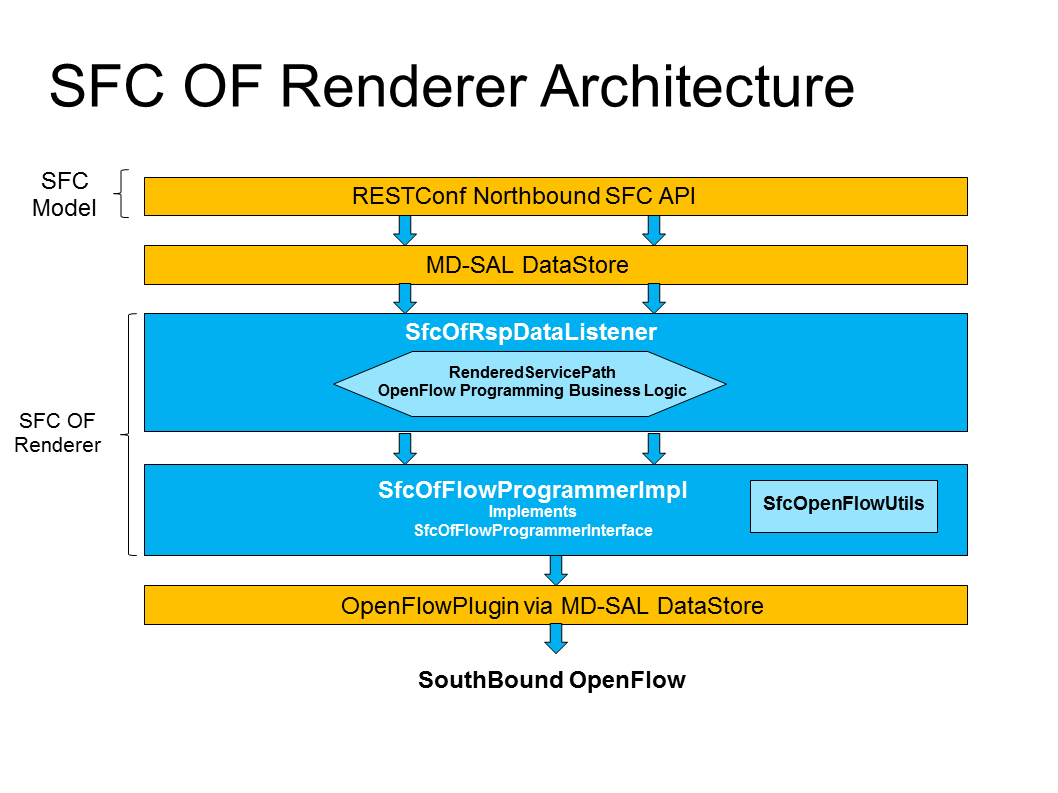 SFC OF Renderer Architecture
SFC
Model
RESTConf Northbound SFC API
MD-SAL DataStore
SfcOfRspDataListener
RenderedServicePath
OpenFlow Programming Business Logic
SFC OF
Renderer
SfcOfFlowProgrammerImpl
Implements
SfcOfFlowProgrammerInterface
SfcOpenFlowUtils
OpenFlowPlugin via MD-SAL DataStore
SouthBound OpenFlow